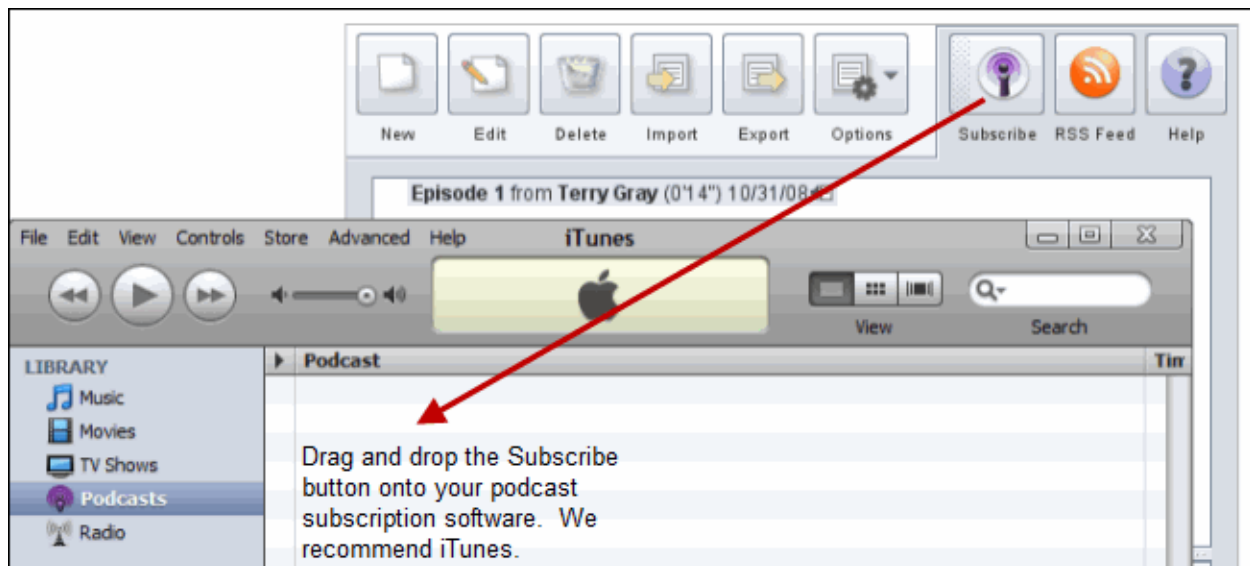 New Edit Delete Import Export Options Subscribe RSS Feed Help
Episode 1 from Terry Gray (0'14") 10/31/08
File Edit View Controls Store Advanced Help iTunes
View Search
LIBRARY
Podcast Tim
Music
Movies
TV Shows
Podcasts
Radio
Drag and drop the Subscribe
button onto your podcast
subscription software. We
recommend iTunes.